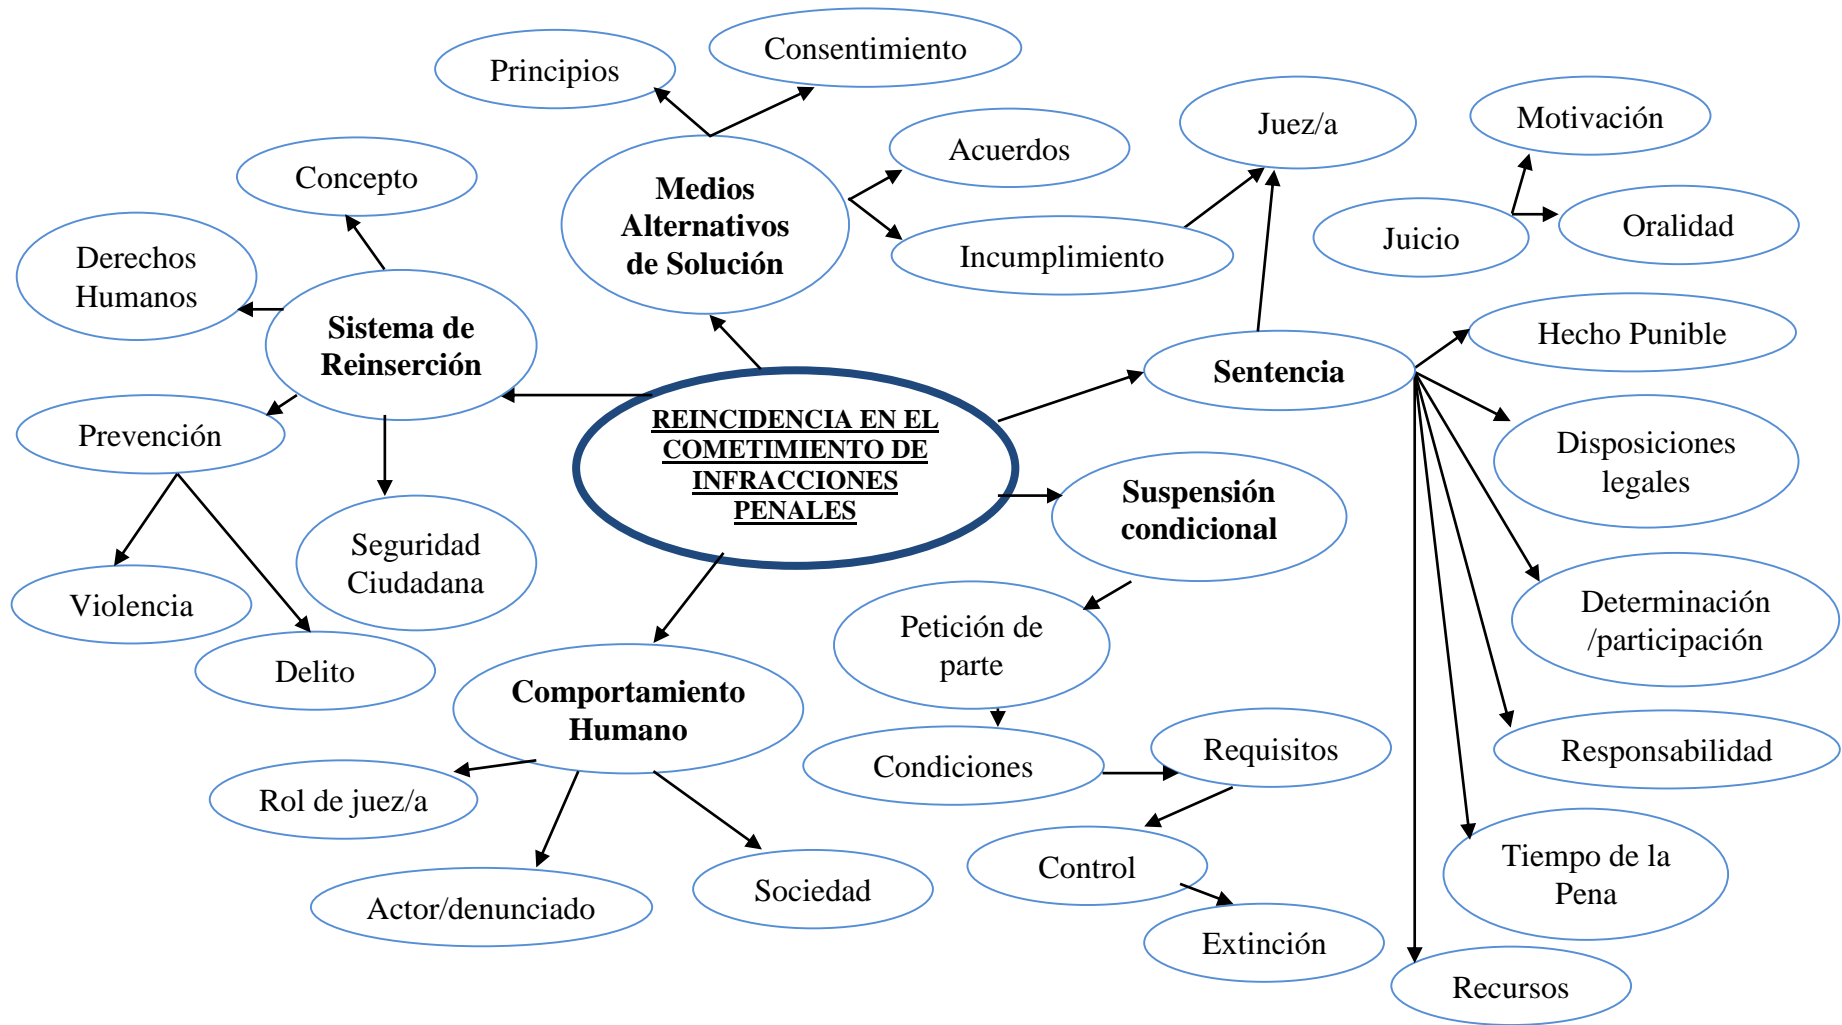 Principios
Consentimiento
Concepto
Derechos
Humanos
Medios
Alternativos
de Solución
Acuerdos
Incumplimiento
Juez/a
Motivación
Juicio
Oralidad
Sistema de
Reinserción
Prevención
Violencia
Delito
Seguridad
Ciudadana
REINCIDENCIA EN EL
COMETIMIENTO DE
INFRACCIONES
PENALES
Sentencia
Hecho Punible
Disposiciones
legales
Determinación
/participación
Responsabilidad
Tiempo de la
Pena
Recursos
Suspensión
condicional
Petición de
parte
Condiciones
Requisitos
Control
Extinción
Comportamiento
Humano
Rol de juez/a
Actor/denunciado
Sociedad